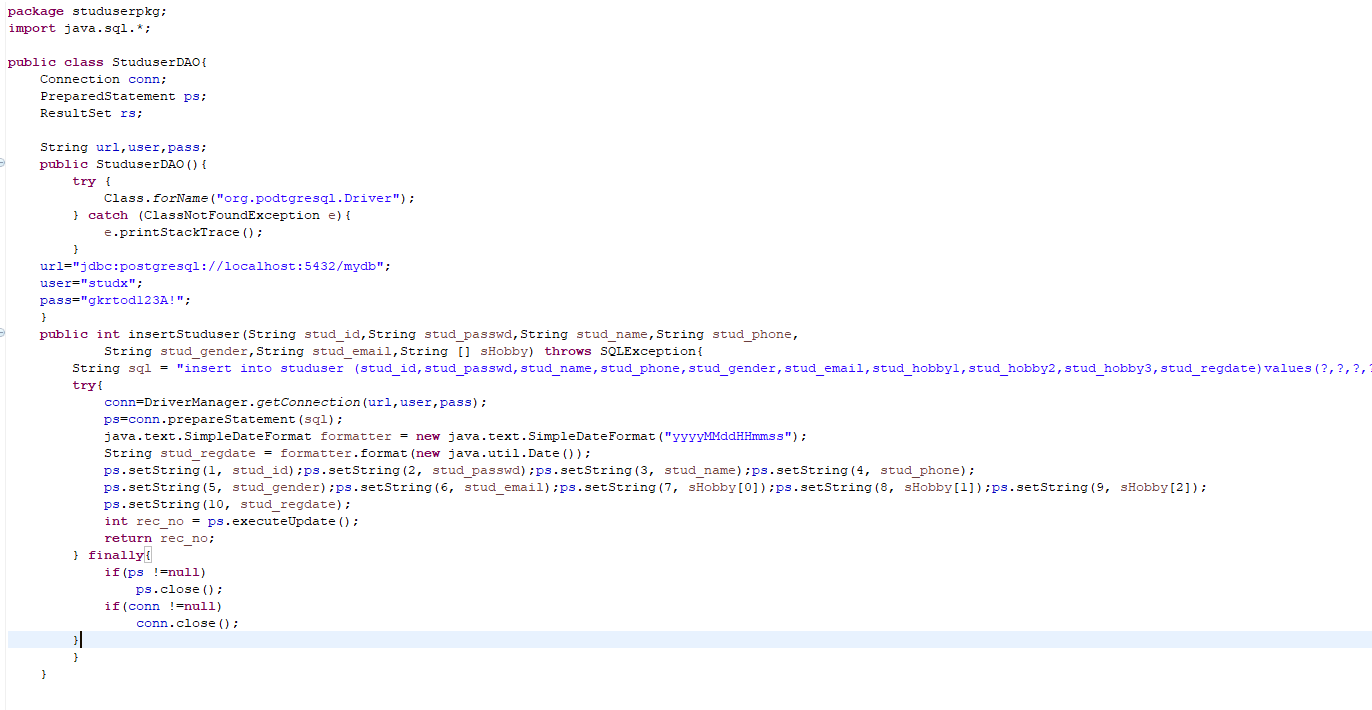 package studuserpkg;
import java.sql.*;
public class StuduserDAO{
Connection conn;
PreparedStatement ps;
ResultSet rs;
String url,user,pass;
public StuduserDAO(){
try {
Class.forName("org.podtgresql.Driver");
} catch (ClassNotFoundException e){
e.printStackTrace();
}
url="jdbc:postgresql://localhost:5432/mydb";
user="studx";
pass="gkrtod123A!";
}
public int insertStuduser(String stud_id,String stud_passwd,String stud_name,String stud_phone,
String stud_gender,String stud_email,String [] sHobby) throws SQLException{
String sql = "insert into studuser (stud_id,stud_passwd,stud_name,stud_phone,stud_gender,stud_email,stud_hobby1,stud_hobby2,stud_hobby3,stud_regdate)values(?,?,?,?
try{
conn=DriverManager.getConnection(url,user,pass);
ps=conn.prepareStatement(sql);
java.text.SimpleDateFormat formatter = new java.text.SimpleDateFormat("yyyyMMddHHmmss");
String stud_regdate = formatter.format(new java.util.Date());
ps.setString(1, stud_id);ps.setString(2, stud_passwd);ps.setString(3, stud_name);ps.setString(4, stud_phone);
ps.setString(5, stud_gender);ps.setString(6, stud_email);ps.setString(7, sHobby[0]);ps.setString(8, sHobby[1]);ps.setString(9, sHobby[2]);
ps.setString(10, stud_regdate);
int rec_no = ps.executeUpdate();
return rec_no;
} finally{
if(ps !=null)
ps.close();
if(conn !=null)
conn.close();
}
}
}